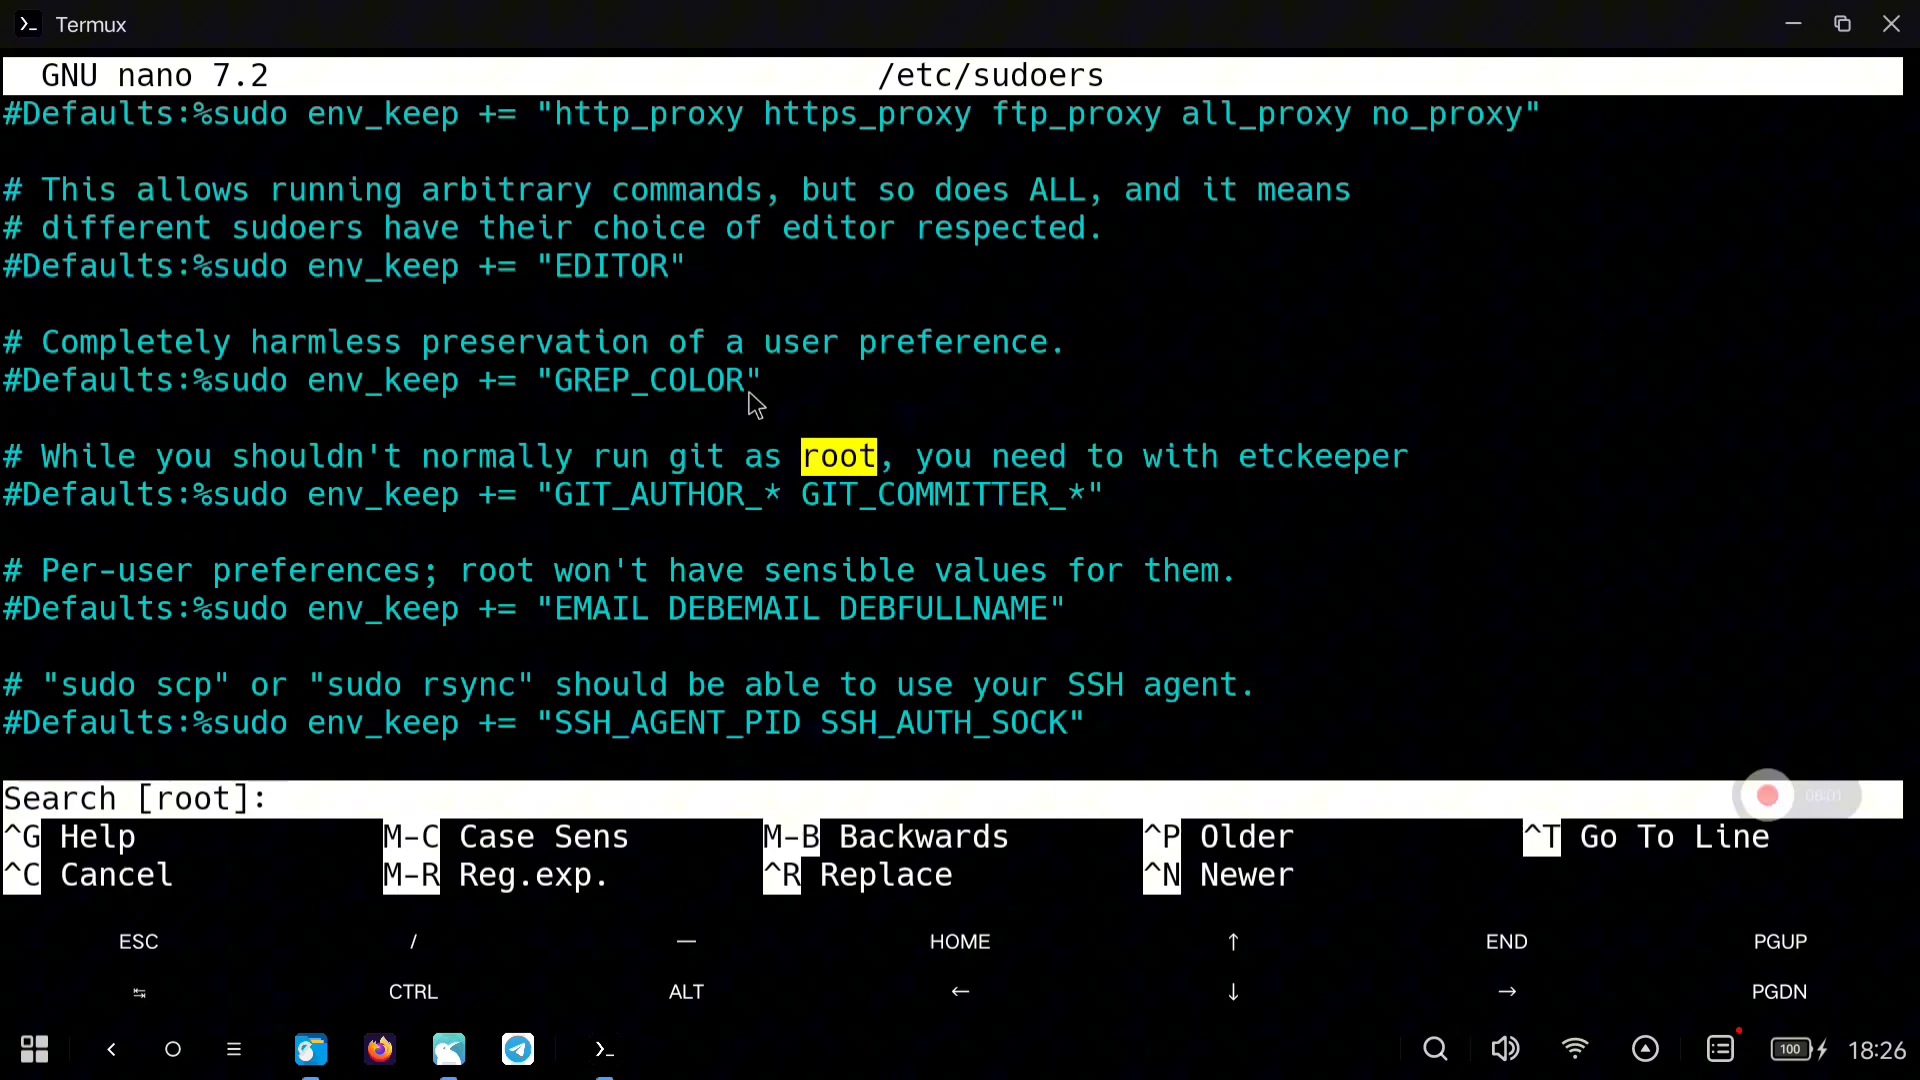 Termux
GNU nano 7.2 /etc/sudoers
#Defaults:%sudo env_keep += "http_proxy https_proxy ftp_proxy all_proxy no_proxy"
# This allows running arbitrary commands, but so does ALL, and it means
# different sudoers have their choice of editor respected.
#Defaults:%sudo env_keep += "EDITOR"
# Completely harmless preservation of a user preference.
#Defaults:%sudo env_keep += "GREP_COLOR"
# While you shouldn't normally run git as root, you need to with etckeeper
#Defaults:%sudo env_keep += "GIT_AUTHOR_* GIT_COMMITTER_*"
# Per-user preferences; root won't have sensible values for them.
#Defaults:%sudo env_keep += "EMAIL DEBEMAIL DEBFULLNAME"
# "sudo scp" or "sudo rsync" should be able to use your SSH agent.
#Defaults:%sudo env_keep += "SSH_AGENT_PID SSH_AUTH_SOCK"
Search [root]: 08:01
^G Help M-C Case Sens M-B Backwards ^P Older ^T Go To Line
^C Cancel M-R Reg.exp. ^R Replace ^N Newer
ESC / — HOME ↑ END PGUP
↹ CTRL ALT ← ↓ → PGDN
100 18:26